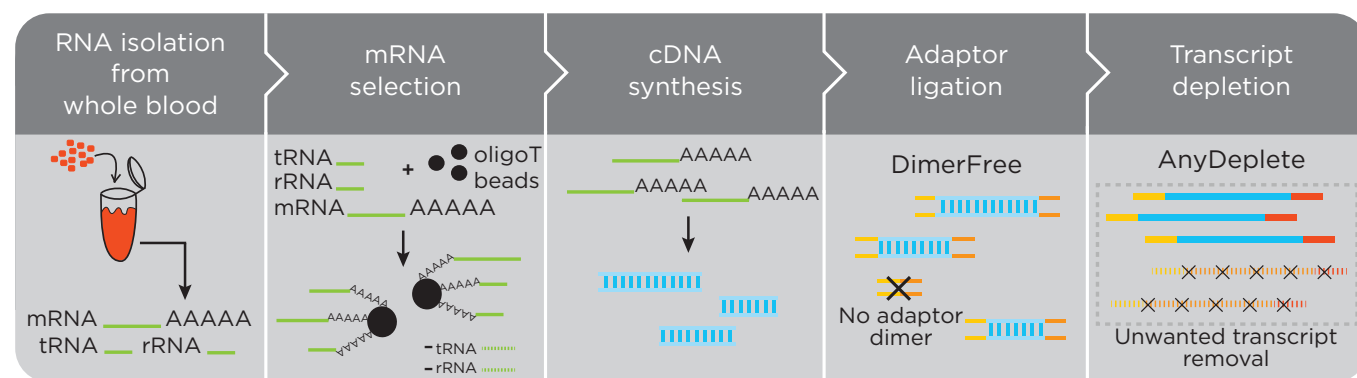 RNA isolation
from
whole blood
mRNA
selection
cDNA
synthesis
Adaptor
ligation
Transcript
depletion
mRNA AAAAA
tRNA rRNA
tRNA
rRNA
mRNA AAAAA
+
oligoT
beads
AAAAA
AAAAA
AAAAA
AAAAA
AAAAA
AAAAA
- tRNA
- rRNA
AAAAA
AAAAA
AAAAA
DimerFree
No adaptor
dimer
AnyDeplete
Unwanted transcript
removal